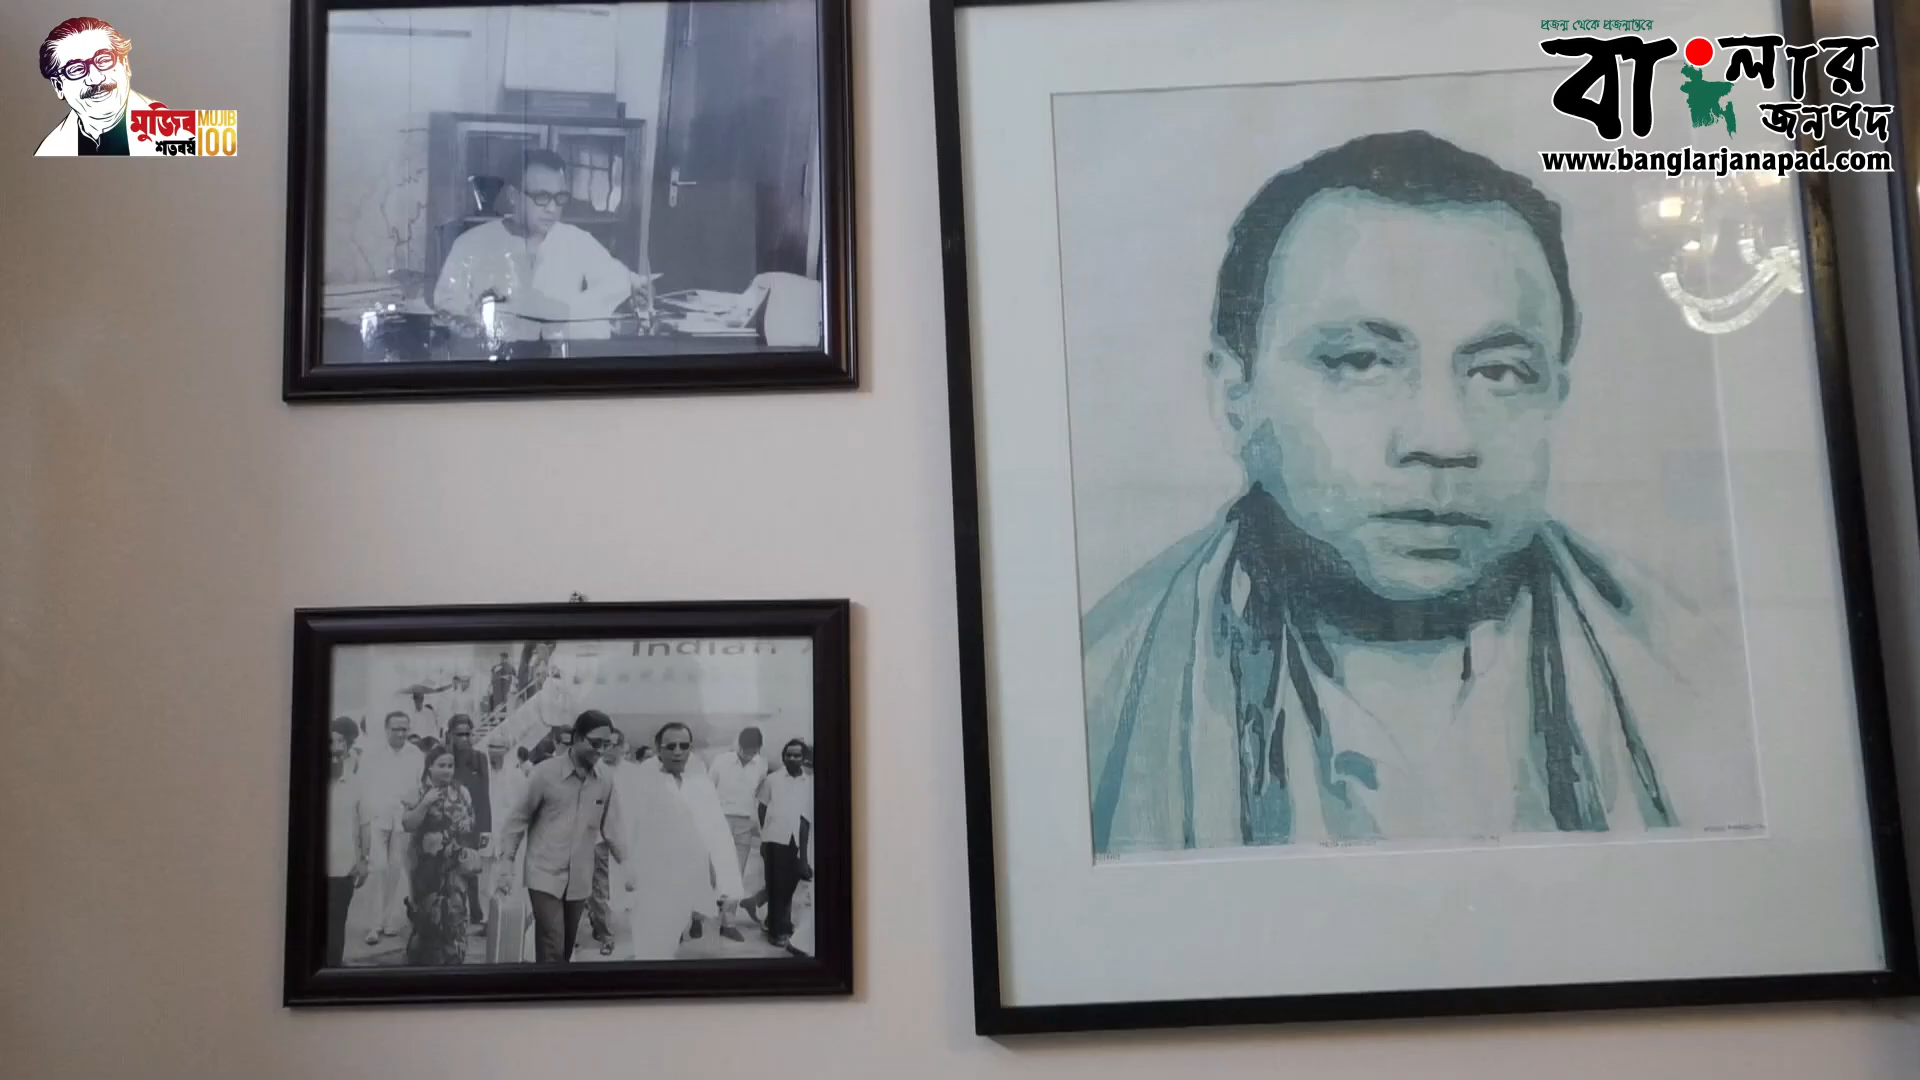 মুজিব
শতবর্ষ
MUJIB
100
প্রজন্ম থেকে প্রজন্মান্তরে
বাংলার
জনপদ
www.banglarjanapad.com
Indian